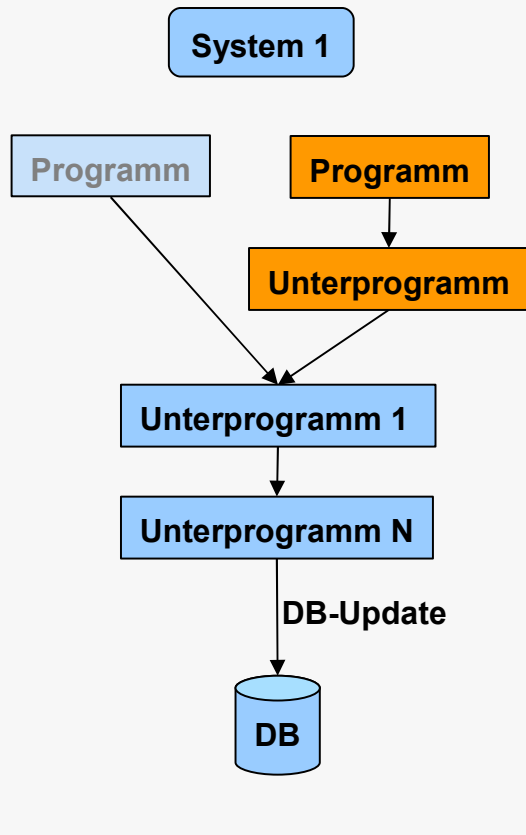 System 1
Programm
Programm
Unterprogramm
Unterprogramm 1
Unterprogramm N
DB-Update
DB